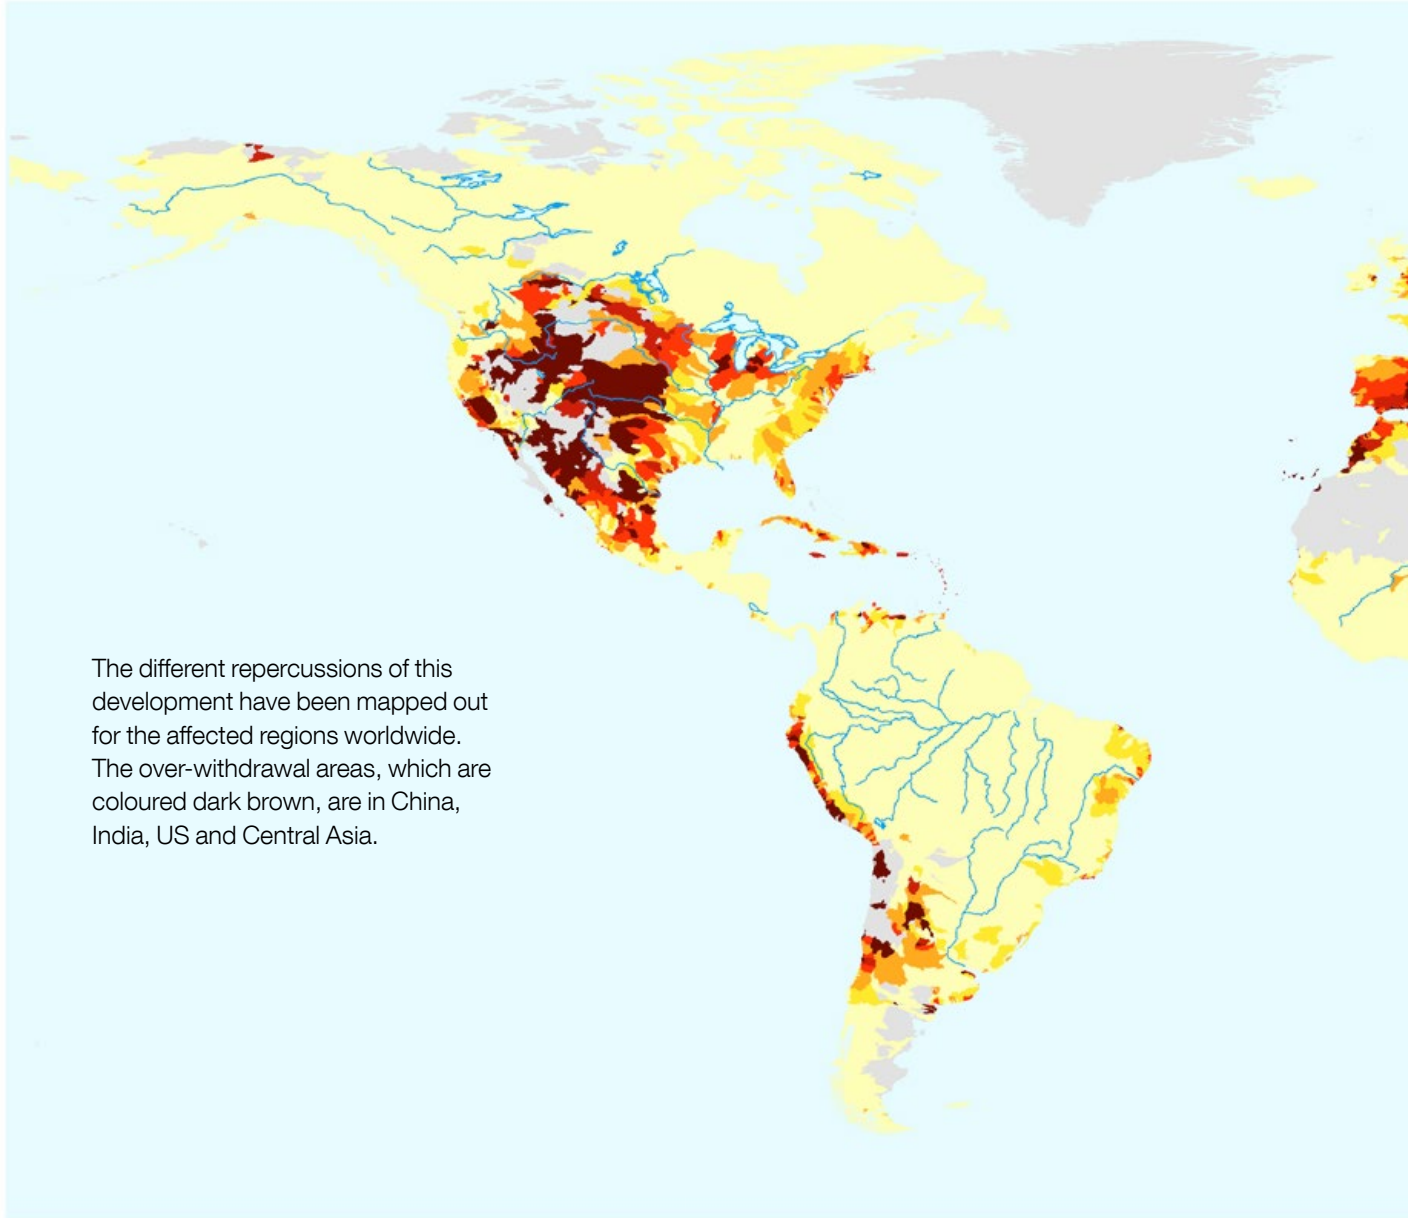 The different repercussions of this
development have been mapped out
for the affected regions worldwide.
The over-withdrawal areas, which are
coloured dark brown, are in China,
India, US and Central Asia.